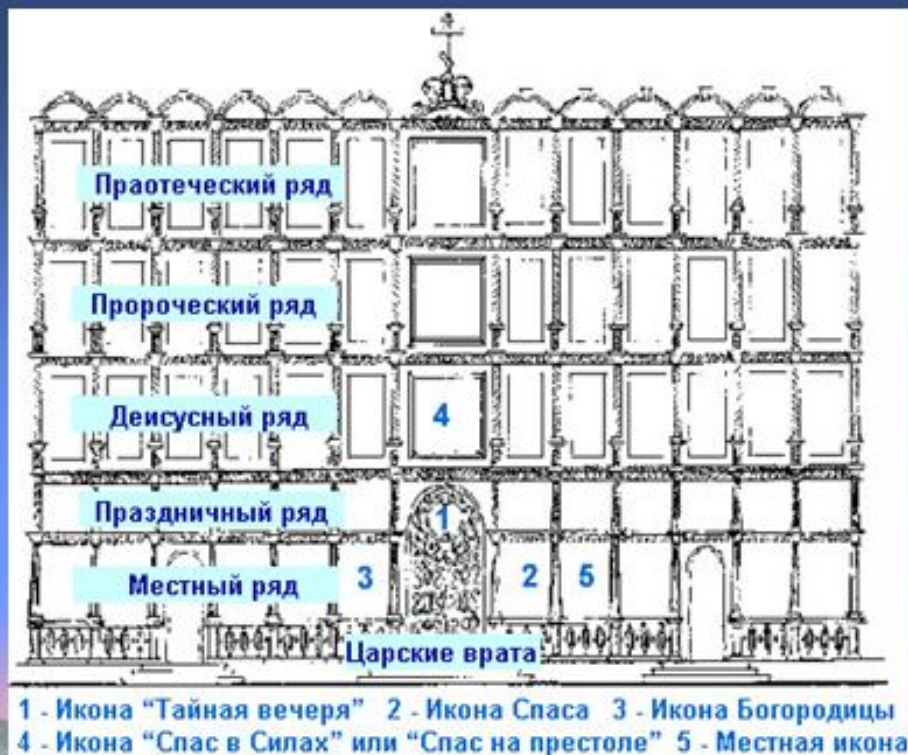 Праотеческий ряд
Пророческий ряд
Деисусный ряд
4
Праздничный ряд
1
Местный ряд
3
2
5
Царские врата
1 - Икона “Тайная вечеря” 2 - Икона Спаса 3 - Икона Богородицы
4 - Икона “Спас в Силах” или “Спас на престоле” 5 - Местная икона